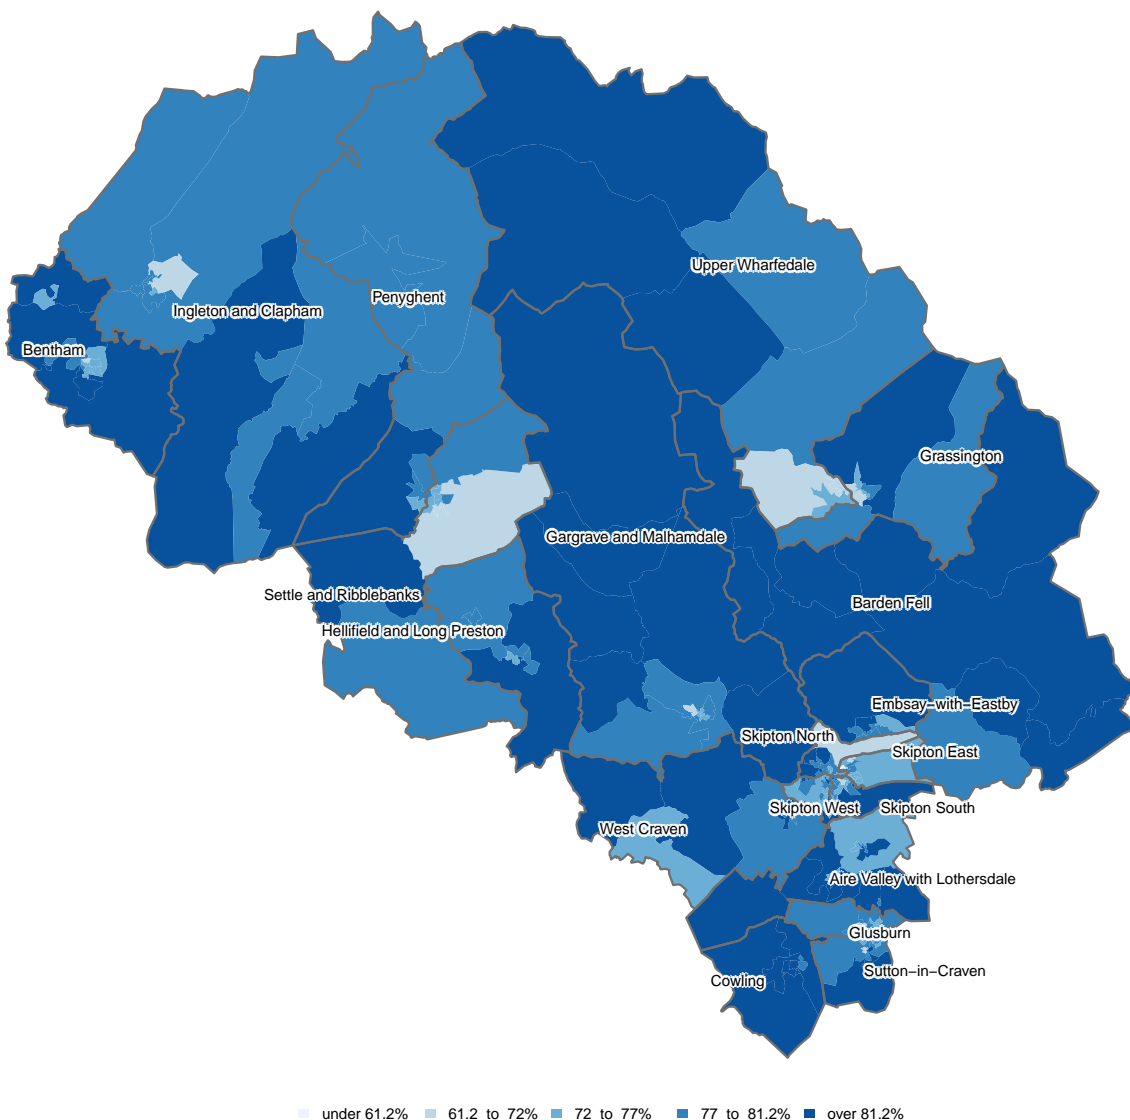 Upper Wharfedale
Penyghent
Ingleton and Clapham
Bentham
Grassington
Gargrave and Malhamdale
Settle and Ribblebanks
Barden Fell
Hellifield and Long Preston
Embsay−with−Eastby
Skipton North
Skipton East
Skipton West
Skipton South
West Craven
Aire Valley with Lothersdale
Glusburn
Sutton−in−Craven
Cowling
under 61.2% 61.2 to 72% 72 to 77% 77 to 81.2% over 81.2%